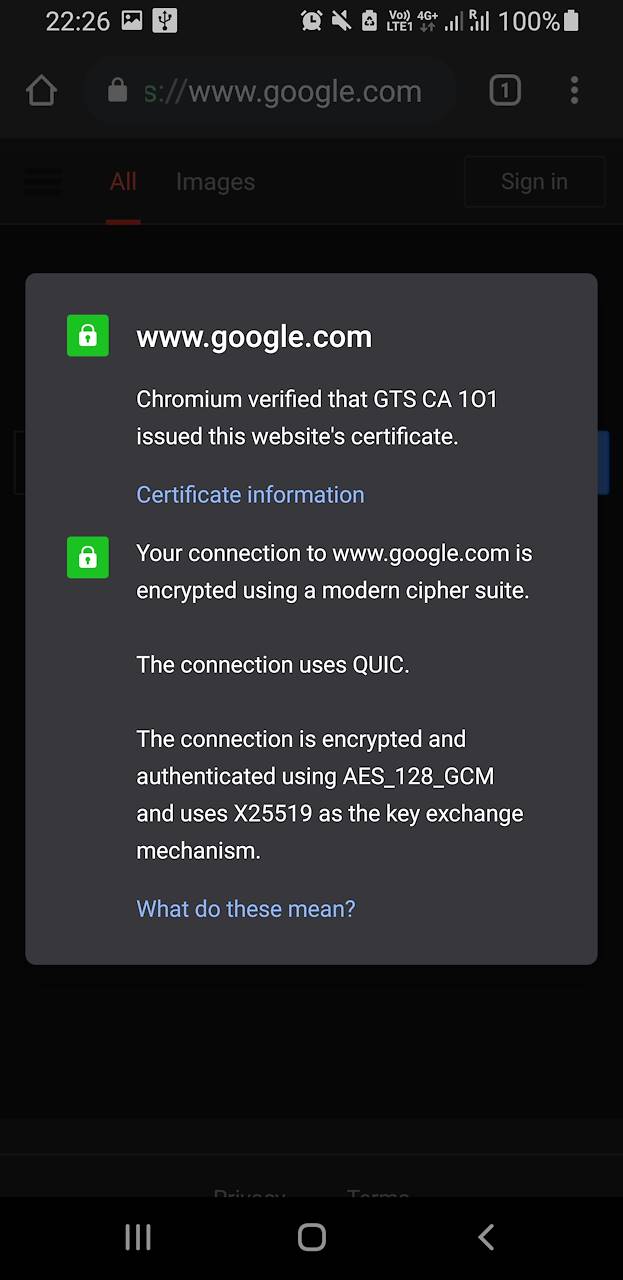 22:26 Vo)) LTE1 4G+ R 100%
s://www.google.com 1
All Images Sign in
www.google.com
Chromium verified that GTS CA 1O1
issued this website's certificate.
Certificate information
Your connection to www.google.com is
encrypted using a modern cipher suite.
The connection uses QUIC.
The connection is encrypted and
authenticated using AES_128_GCM
and uses X25519 as the key exchange
mechanism.
What do these mean?
Privacy Terms